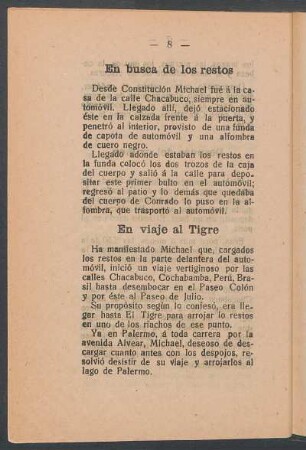 — 8 —
En busca de los restos
Desde Constitución Michael fué á la ca-
sa de la calle Chacabuco, siempre en au-
tomóvil. Llegado allí, dejó estacionado
éste en la calzada frente á la puerta, y
penetró al interior, provisto de una funda
de capota de automóvil y una alfombra
de cuero negro.
Llegado adonde estaban los restos en
la funda colocó los dos trozos de la caja
del cuerpo y salió á la calle para depo-
sitar este primer bulto en el automóvil;
regresó al patio y lo demás que quedaba
del cuerpo de Conrado lo puso en la al-
fombra, que trasportó al automóvil.
En viaje al Tigre
Ha manifestado Michael que, cargados
los restos en la parte delantera del auto-
móvil, inició un viaje vertiginoso por las
calles Chacabuco, Cochabamba, Perú, Bra-
sil hasta desembocar en el Paseo Colón
y por éste al Paseo de Julio.
Su propósito según lo confesó, era lle-
gar hasta El Tigre para arrojar lo restos
en uno de los riachos de ese punto.
Ya en Palermo, á toda carrera por la
avenida Alvear, Michael, deseoso de des-
cargar cuanto antes con los despojos, re-
solvió desistir de su viaje y arrojarlos al
lago de Palermo.